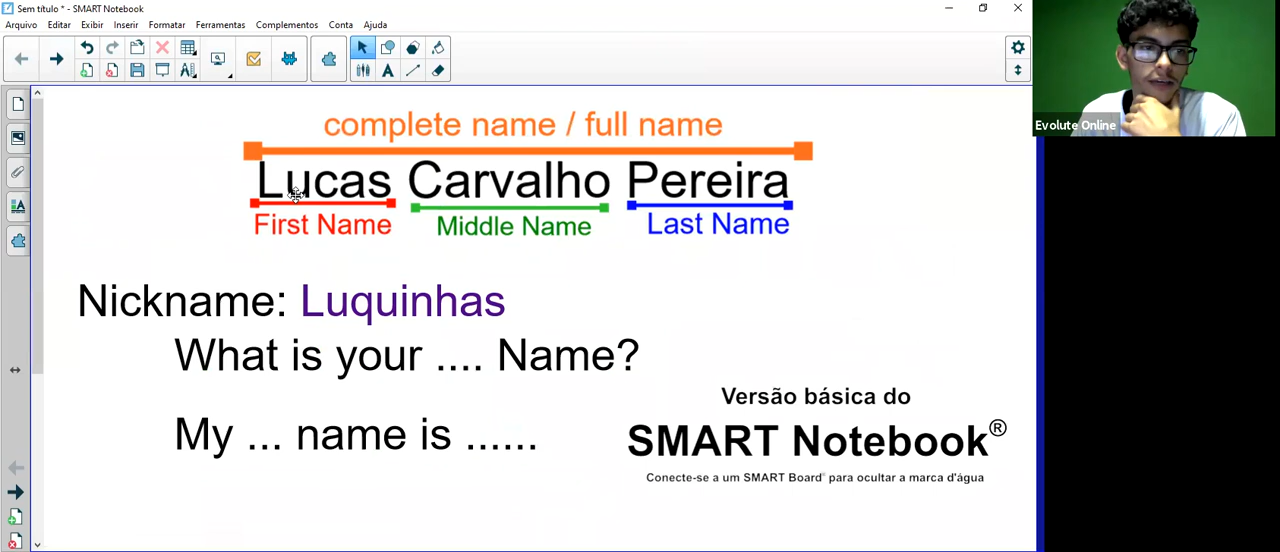 Sem título * - SMART Notebook
Arquivo Editar Exibir Inserir Formatar Ferramentas Complementos Conta Ajuda
Evolute Online
complete name / full name
Lucas Carvalho Pereira
First Name Middle Name Last Name
Nickname: Luquinhas
What is your .... Name?
My ... name is ......
Versão básica do
SMART Notebook®
Conecte-se a um SMART Board® para ocultar a marca d'água